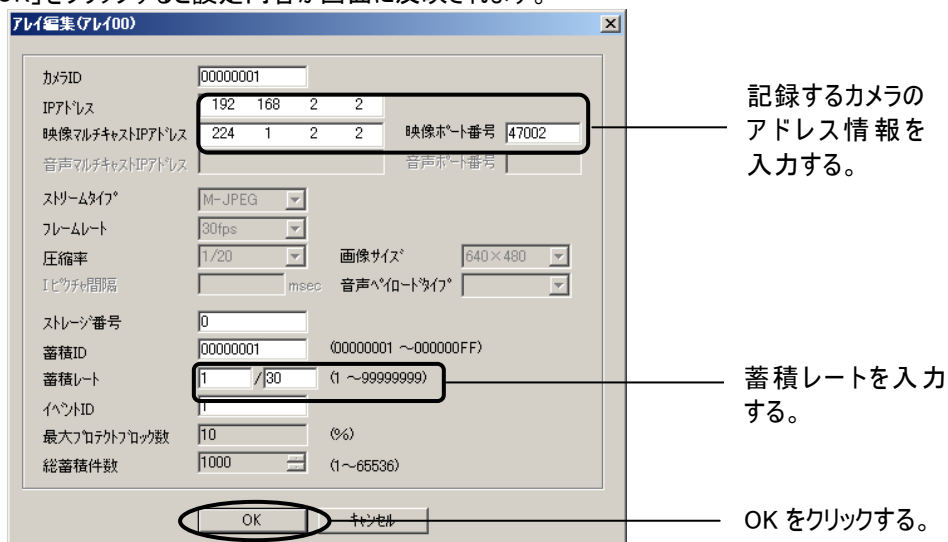 OK」をクリックすると設定内容が画面に反映されます。
アレイ編集(アレイ00)
カメラID 00000001
IPアドレス 192 168 2 2
映像マルチキャストIPアドレス 224 1 2 2 映像ポート番号 47002
音声マルチキャストIPアドレス 音声ポート番号
記録するカメラの
アドレス情報を
入力する。
ストリームタイプ M-JPEG
フレームレート 30fps
圧縮率 1/20 画像サイズ 640×480
Iピクチャ間隔 msec 音声ペイロードタイプ
ストレージ番号 0
蓄積ID 00000001 (00000001 ～000000FF)
蓄積レート 1 /30 (1 ～99999999)
蓄積レートを入力
する。
イベントID 1
最大プロテクトブロック数 10 (%)
総蓄積件数 1000 (1～65536)
OK キャンセル
OK をクリックする。